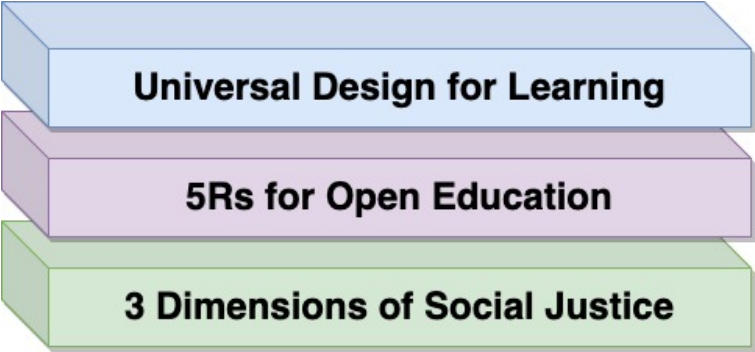 Universal Design for Learning
5Rs for Open Education
3 Dimensions of Social Justice